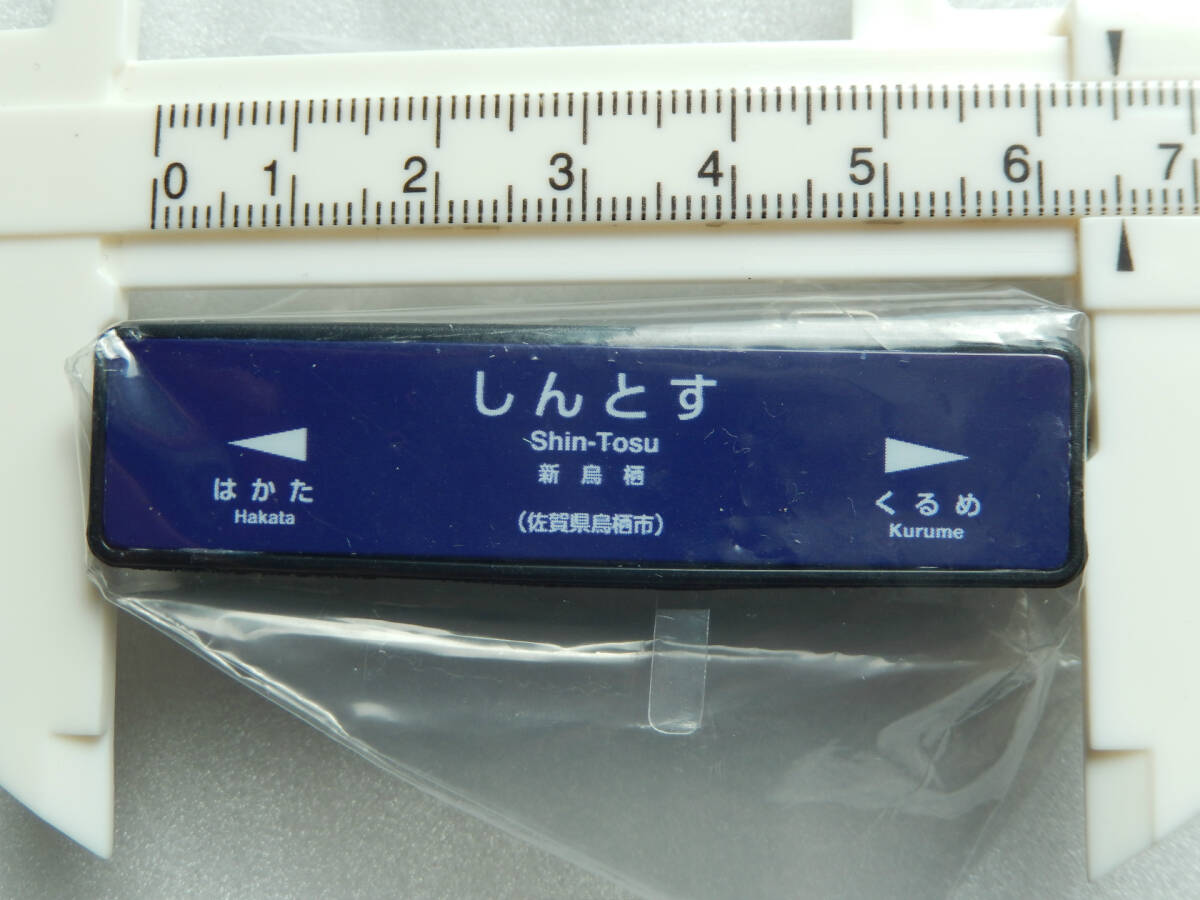 0 1 2 3 4 5 6 7
しんとす
Shin-Tosu
新鳥栖
(佐賀県鳥栖市)
はかた
Hakata
くるめ
Kurume